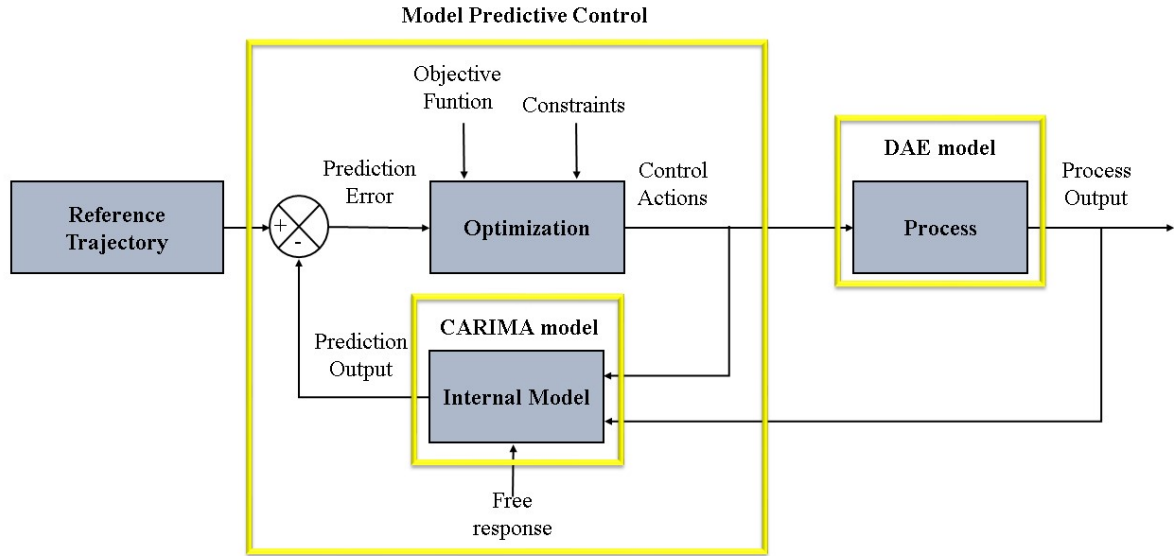 Model Predictive Control
Objective
Funtion
Constraints
DAE model
Prediction
Error
Control
Actions
Process
Output
Reference
Trajectory
+
-
Optimization
Process
CARIMA model
Prediction
Output
Internal Model
Free
response